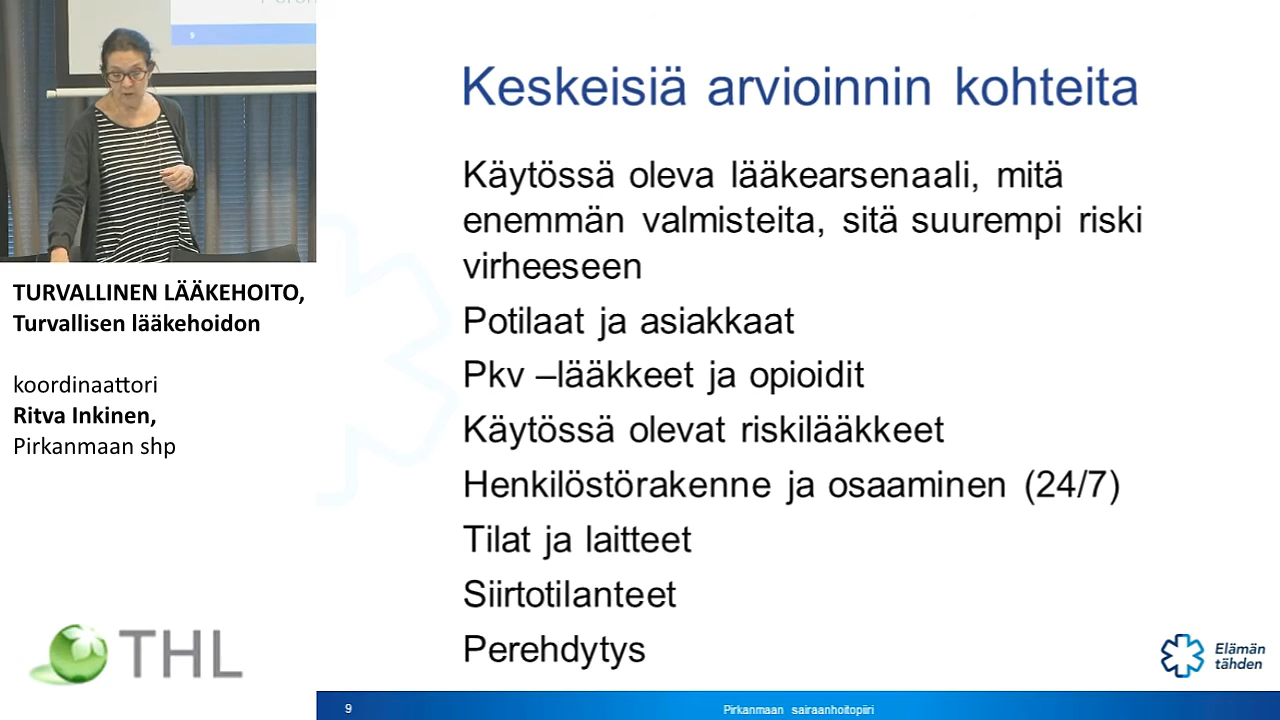 9
TURVALLINEN LÄÄKEHOITO,
Turvallisen lääkehoidon
koordinaattori
Ritva Inkinen,
Pirkanmaan shp
THL
Keskeisiä arvioinnin kohteita
Käytössä oleva lääkearsenaali, mitä
enemmän valmisteita, sitä suurempi riski
virheeseen
Potilaat ja asiakkaat
Pkv –lääkkeet ja opioidit
Käytössä olevat riskilääkkeet
Henkilöstörakenne ja osaaminen (24/7)
Tilat ja laitteet
Siirtotilanteet
Perehdytys
Elämän
tähden
9
Pirkanmaan sairaanhoitopiiri